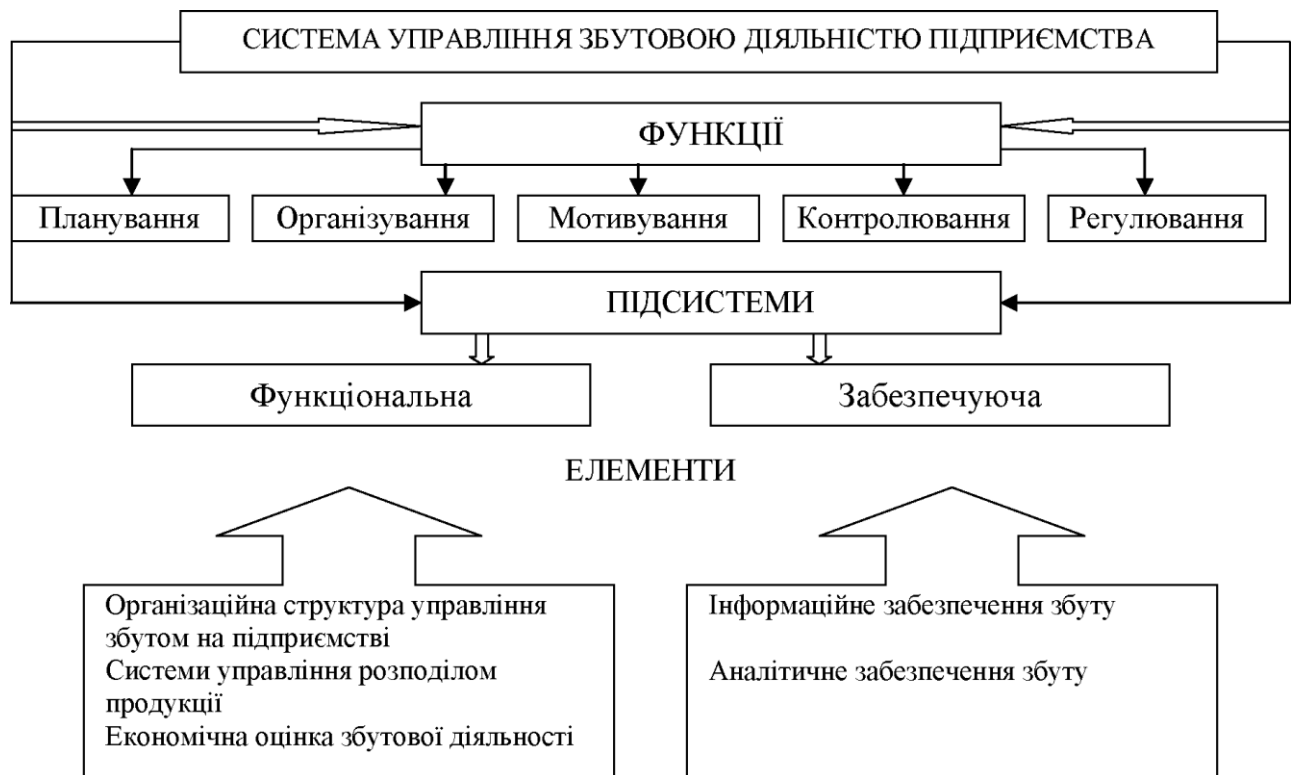 СИСТЕМА УПРАВЛІННЯ ЗБУТОВОЮ ДІЯЛЬНІСТЮ ПІДПРИЄМСТВА
ФУНКЦІЇ
Планування
Організування
Мотивування
Контролювання
Регулювання
ПІДСИСТЕМИ
Функціональна
Забезпечуюча
ЕЛЕМЕНТИ
Організаційна структура управління
збутом на підприємстві
Системи управління розподілом
продукції
Економічна оцінка збутової діяльності
Інформаційне забезпечення збуту
Аналітичне забезпечення збуту